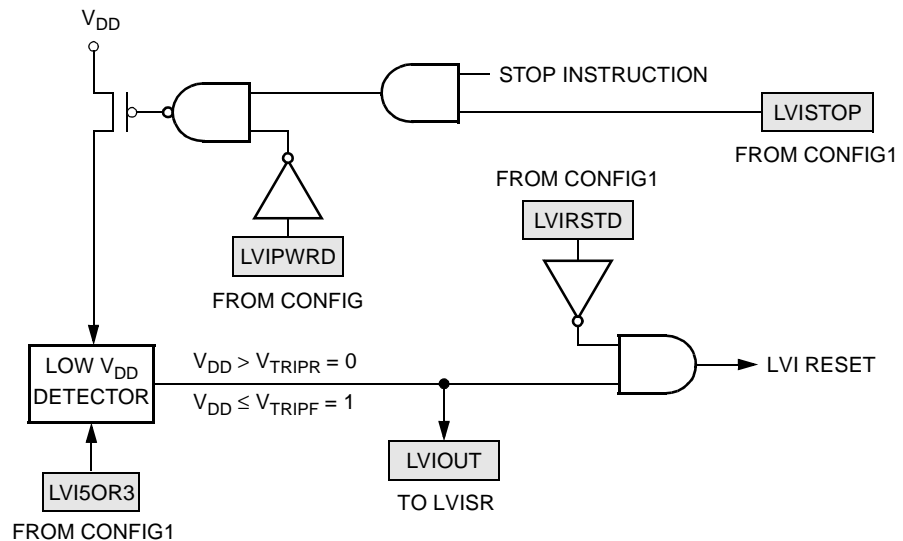 VDD
STOP INSTRUCTION
LVISTOP
FROM CONFIG1
FROM CONFIG1
LVIRSTD
LVIPWRD
FROM CONFIG
LOW VDD
DETECTOR
VDD > VTRIPR = 0
VDD ≤ VTRIPF = 1
LVI RESET
LVIOUT
TO LVISR
LVI5OR3
FROM CONFIG1